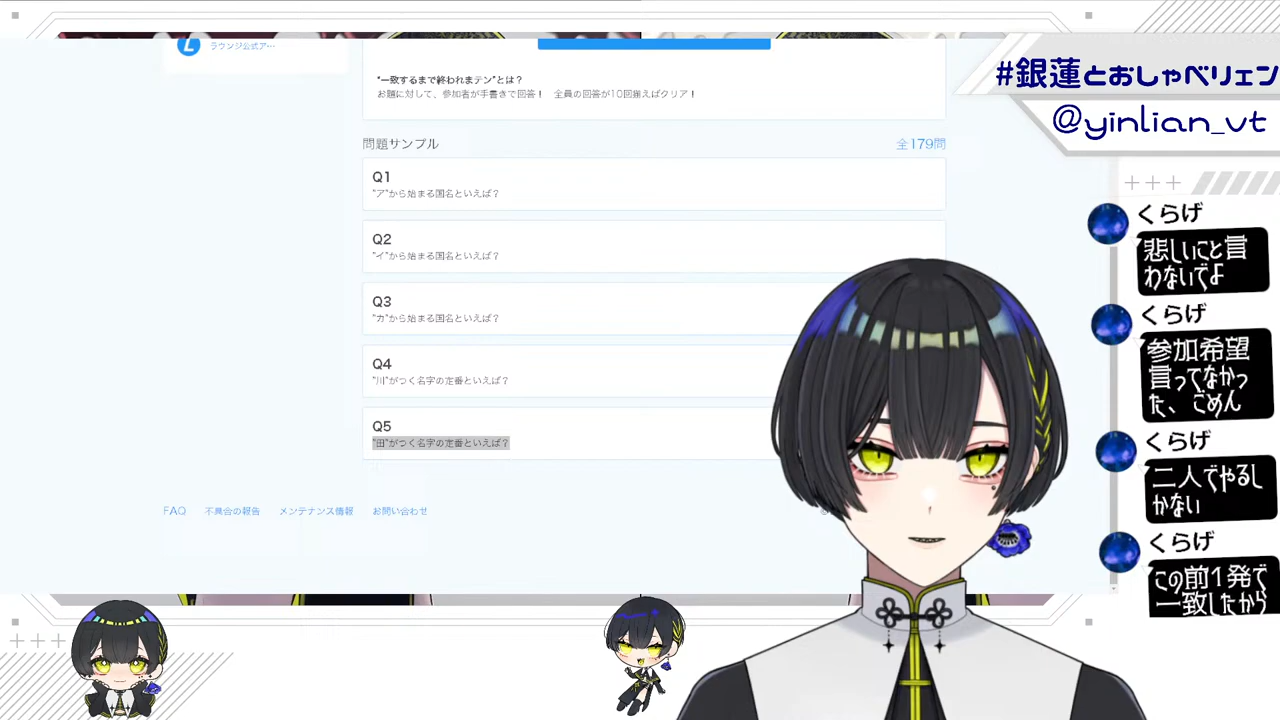 ラウンジ公式ア…
"一致するまで終われまテン"とは？
お題に対して、参加者が手書きで回答！ 全員の回答が10回揃えばクリア！
問題サンプル
全179問
Q1
"ア"から始まる国名といえば？
Q2
"イ"から始まる国名といえば？
Q3
"カ"から始まる国名といえば？
Q4
"川"がつく名字の定番といえば？
Q5
"田"がつく名字の定番といえば？
FAQ 不具合の報告 メンテナンス情報 お問い合わせ
#銀蓮とおしゃべりェン
@yinlian_vt
くらげ
悲しいこと言
わないでよ
くらげ
参加希望
言ってなかっ
た、ごめん
くらげ
二人でやるし
かない
くらげ
この前1発で
一致したから